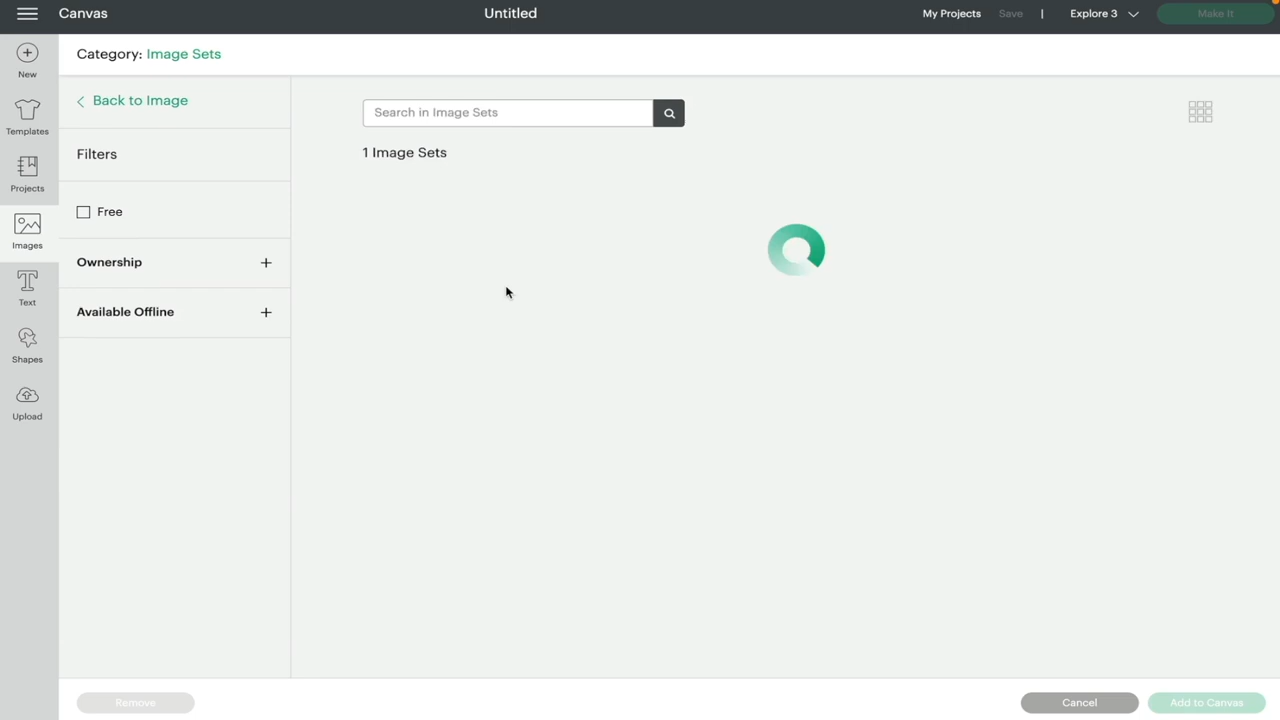 Canvas
Untitled
My Projects
Save
|
Explore 3
Make It
New
Templates
Projects
Images
Text
Shapes
Upload
Category: Image Sets
Back to Image
Filters
Free
Ownership +
Available Offline +
Search in Image Sets
1 Image Sets
Remove
Cancel
Add to Canvas